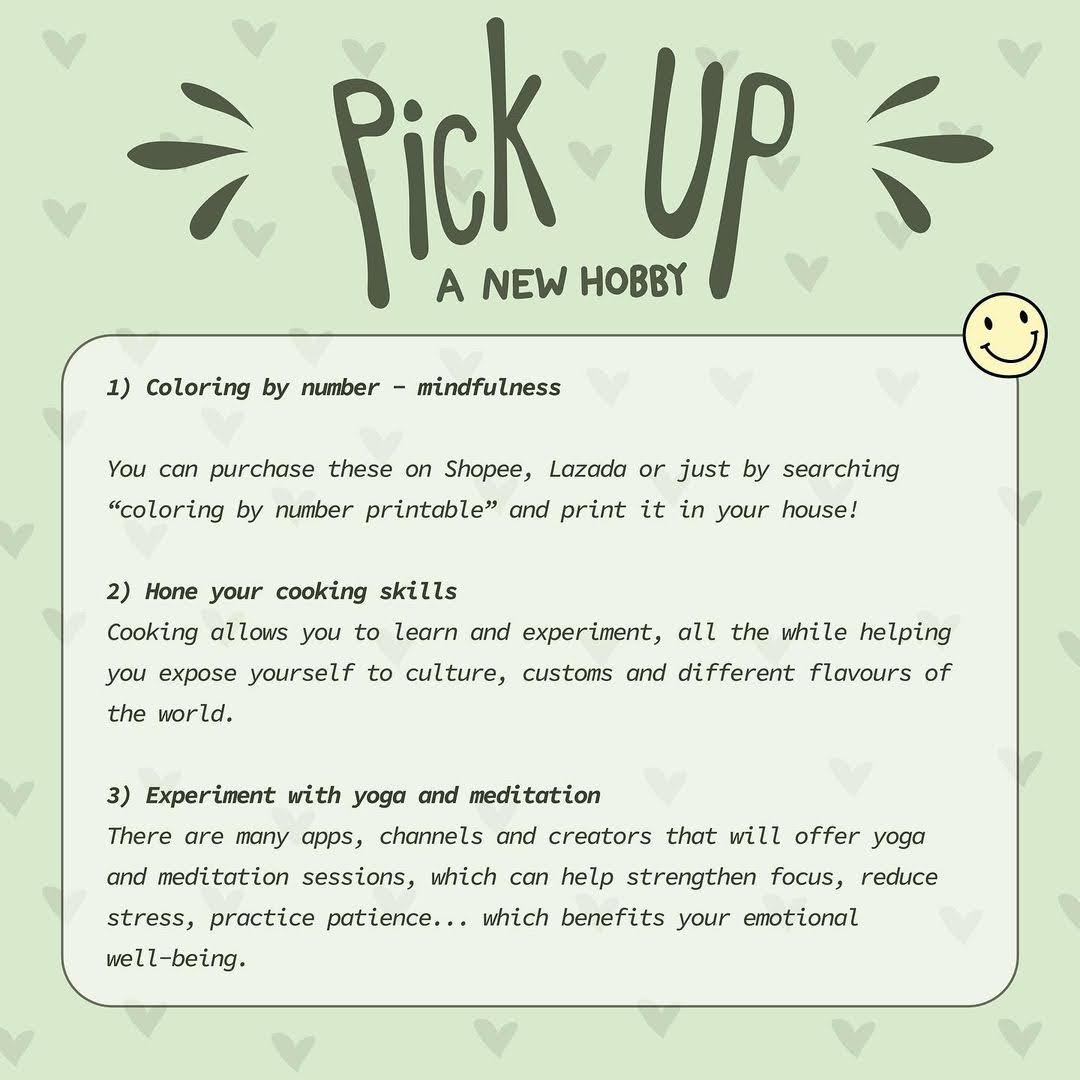 Pick UP
A NEW HOBBY
1) Coloring by number - mindfulness
You can purchase these on Shopee, Lazada or just by searching
“coloring by number printable” and print it in your house!
2) Hone your cooking skills
Cooking allows you to learn and experiment, all the while helping
you expose yourself to culture, customs and different flavours of
the world.
3) Experiment with yoga and meditation
There are many apps, channels and creators that will offer yoga
and meditation sessions, which can help strengthen focus, reduce
stress, practice patience... which benefits your emotional
well-being.